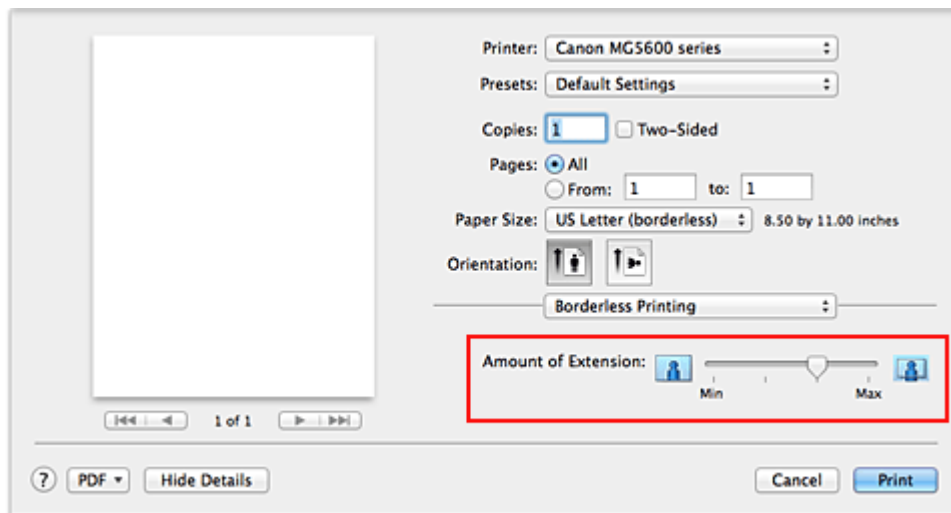 Printer: Canon MG5600 series
Presets: Default Settings
Copies: 1 Two-Sided
Pages: All
From: 1 to: 1
Paper Size: US Letter (borderless) 8.50 by 11.00 inches
Orientation:
Borderless Printing
Amount of Extension:
Min Max
1 of 1
? PDF Hide Details Cancel Print